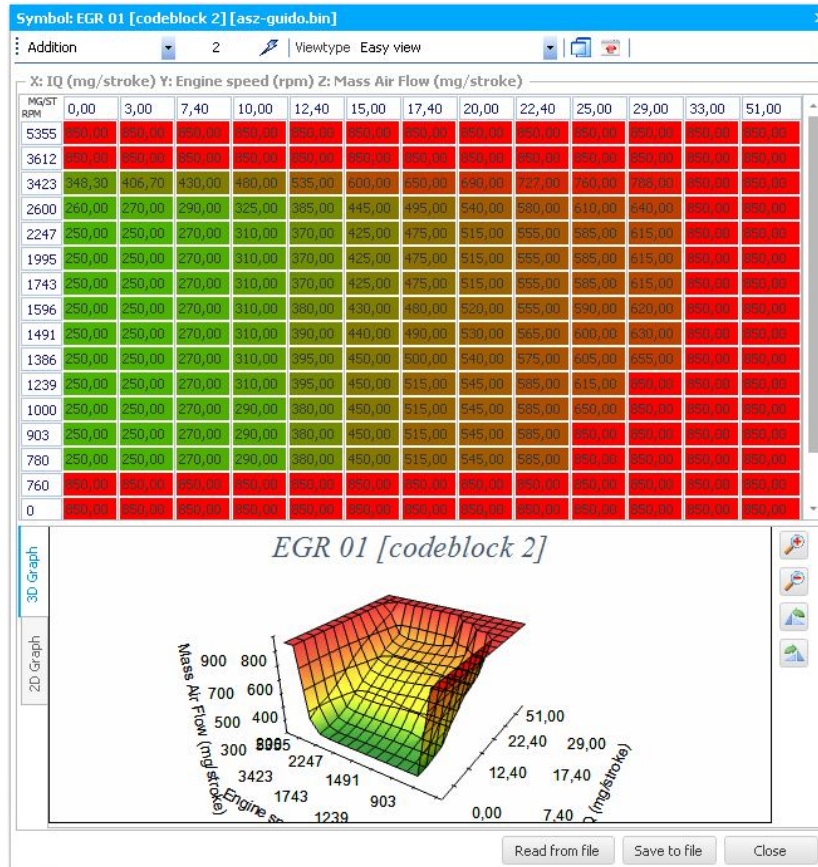 Symbol: EGR 01 [codeblock 2] [asz-guido.bin]
Addition 2 Viewtype Easy view
X: IQ (mg/stroke) Y: Engine speed (rpm) Z: Mass Air Flow (mg/stroke)
MG/ST RPM 0,00 3,00 7,40 10,00 12,40 15,00 17,40 20,00 22,40 25,00 29,00 33,00 51,00
5355 850,00 850,00 850,00 850,00 850,00 850,00 850,00 850,00 850,00 850,00 850,00 850,00 850,00
3612 850,00 850,00 850,00 850,00 850,00 850,00 850,00 850,00 850,00 850,00 850,00 850,00 850,00
3423 348,30 406,70 430,00 480,00 535,00 600,00 650,00 690,00 727,00 760,00 788,00 850,00 850,00
2600 260,00 270,00 290,00 325,00 385,00 445,00 495,00 540,00 580,00 610,00 640,00 850,00 850,00
2247 250,00 250,00 270,00 310,00 370,00 425,00 475,00 515,00 555,00 585,00 615,00 850,00 850,00
1995 250,00 250,00 270,00 310,00 370,00 425,00 475,00 515,00 555,00 585,00 615,00 850,00 850,00
1743 250,00 250,00 270,00 310,00 370,00 425,00 475,00 515,00 555,00 585,00 615,00 850,00 850,00
1596 250,00 250,00 270,00 310,00 380,00 430,00 480,00 520,00 555,00 590,00 620,00 850,00 850,00
1491 250,00 250,00 270,00 310,00 390,00 440,00 490,00 530,00 565,00 600,00 630,00 850,00 850,00
1386 250,00 250,00 270,00 310,00 395,00 450,00 500,00 540,00 575,00 605,00 655,00 850,00 850,00
1239 250,00 250,00 270,00 310,00 395,00 450,00 515,00 545,00 585,00 615,00 850,00 850,00 850,00
1000 250,00 250,00 270,00 290,00 380,00 450,00 515,00 545,00 585,00 650,00 850,00 850,00 850,00
903 250,00 250,00 270,00 290,00 380,00 450,00 515,00 545,00 585,00 850,00 850,00 850,00 850,00
780 250,00 250,00 270,00 290,00 380,00 450,00 515,00 545,00 585,00 850,00 850,00 850,00 850,00
760 850,00 850,00 850,00 850,00 850,00 850,00 850,00 850,00 850,00 850,00 850,00 850,00 850,00
0 850,00 850,00 850,00 850,00 850,00 850,00 850,00 850,00 850,00 850,00 850,00 850,00 850,00
3D Graph
2D Graph
EGR 01 [codeblock 2]
Mass Air Flow (mg/stroke)
900 800
700 600
500 400
300
3423 2247
1743 1491
1239 903
Engine
51,00
22,40 29,00
12,40 17,40
0,00 7,40
(mg/stroke)
Read from file Save to file Close